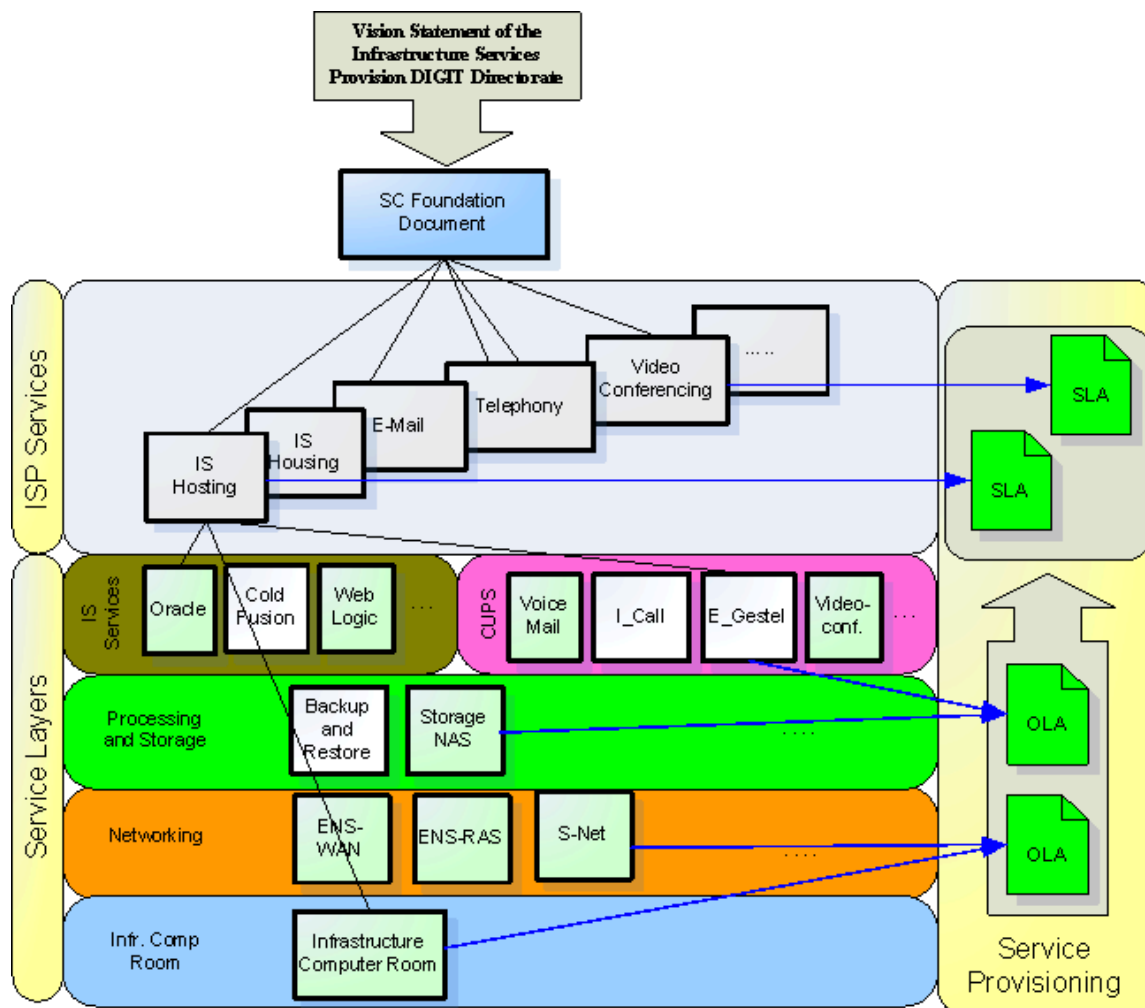 Vision Statement of the
Infrastructure Services
Provision DIGIT Directorate
SC Foundation
Document
ISP Services
.....
Video
Conferencing
Telephony
E-Mail
IS
Housing
IS
Hosting
SLA
SLA
Service Layers
IS
Services
Oracle
Cold
Fusion
Web
Logic
...
CUPS
Voice
Mail
I_Call
E_Gestel
Video-
conf.
...
Processing
and Storage
Backup
and
Restore
Storage
NAS
....
OLA
Networking
ENS-
WAN
ENS-RAS
S-Net
....
OLA
Infr. Comp
Room
Infrastructure
Computer Room
Service
Provisioning